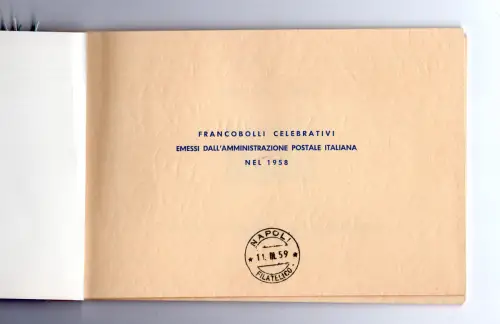 FRANCOBOLLI CELEBRATIVI
EMESSI DALL'AMMINISTRAZIONE POSTALE ITALIANA
NEL 1958
NAPOLI
* 11. III. 59 *
FILATELICO